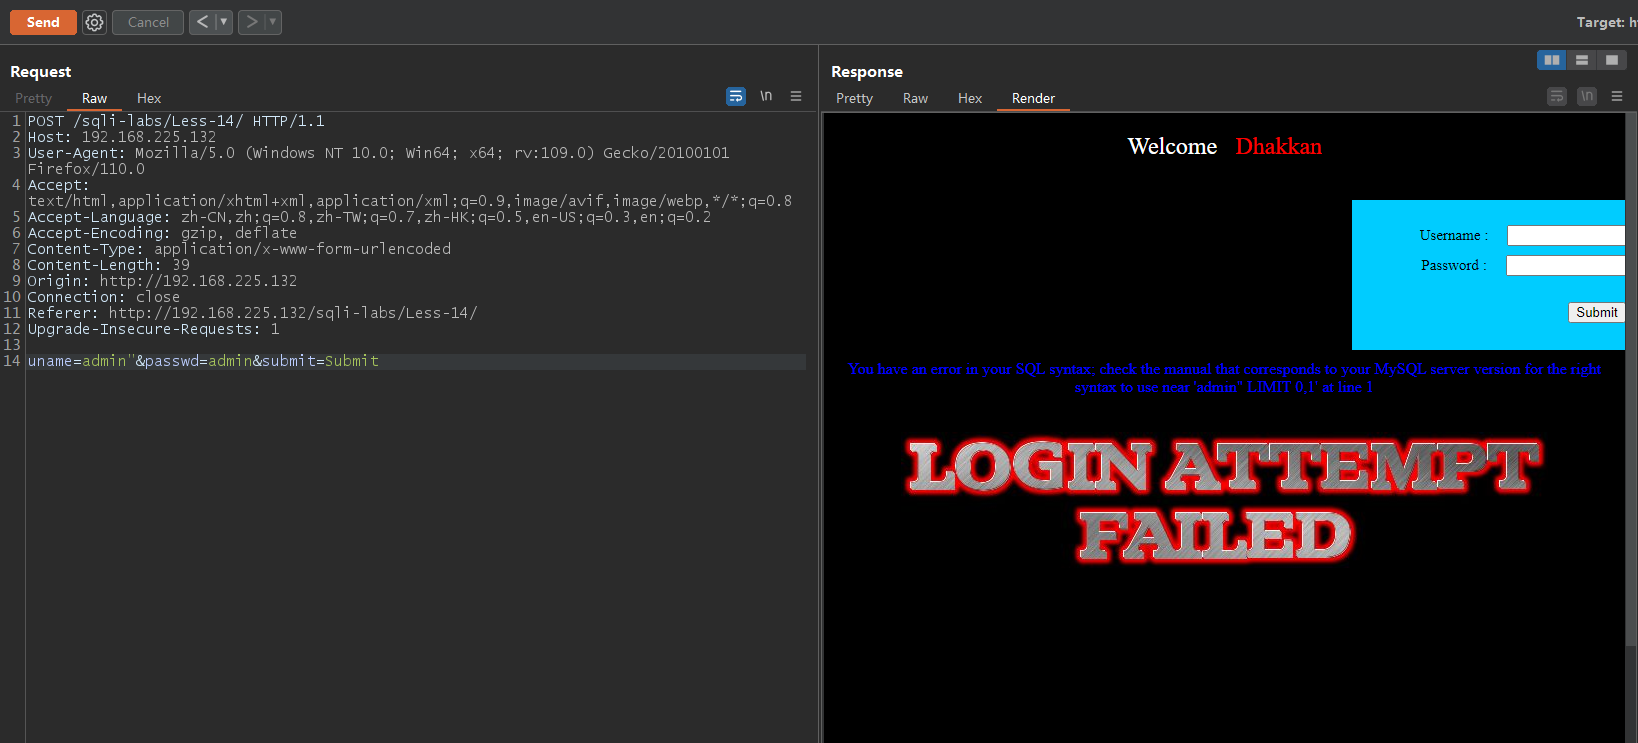 Send
Cancel
<
>
Target: h
Request
Pretty Raw Hex
\n
1 POST /sqli-labs/Less-14/ HTTP/1.1
2 Host: 192.168.225.132
3 User-Agent: Mozilla/5.0 (Windows NT 10.0; Win64; x64; rv:109.0) Gecko/20100101
Firefox/110.0
4 Accept:
text/html,application/xhtml+xml,application/xml;q=0.9,image/avif,image/webp,*/*;q=0.8
5 Accept-Language: zh-CN,zh;q=0.8,zh-TW;q=0.7,zh-HK;q=0.5,en-US;q=0.3,en;q=0.2
6 Accept-Encoding: gzip, deflate
7 Content-Type: application/x-www-form-urlencoded
8 Content-Length: 39
9 Origin: http://192.168.225.132
10 Connection: close
11 Referer: http://192.168.225.132/sqli-labs/Less-14/
12 Upgrade-Insecure-Requests: 1
13
14 uname=admin"&passwd=admin&submit=Submit
Response
Pretty Raw Hex Render
\n
Welcome Dhakkan
Username :
Password :
Submit
You have an error in your SQL syntax; check the manual that corresponds to your MySQL server version for the right
syntax to use near 'admin" LIMIT 0,1' at line 1
LOGIN ATTEMPT
FAILED